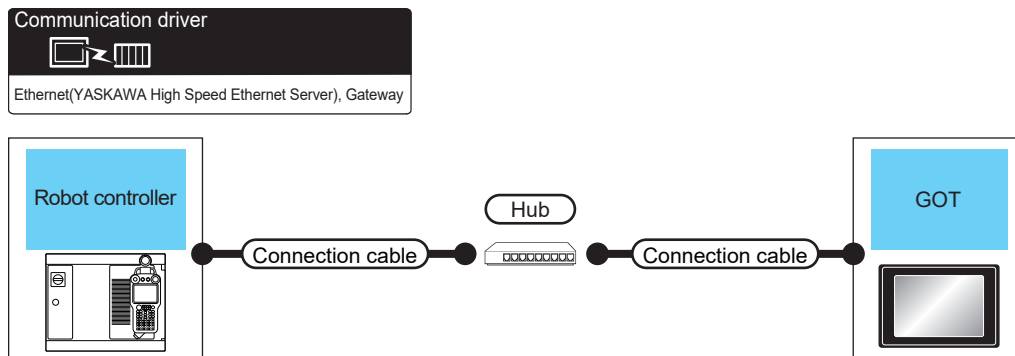 Communication driver
Ethernet(YASKAWA High Speed Ethernet Server), Gateway
Robot controller
Connection cable
Hub
Connection cable
GOT